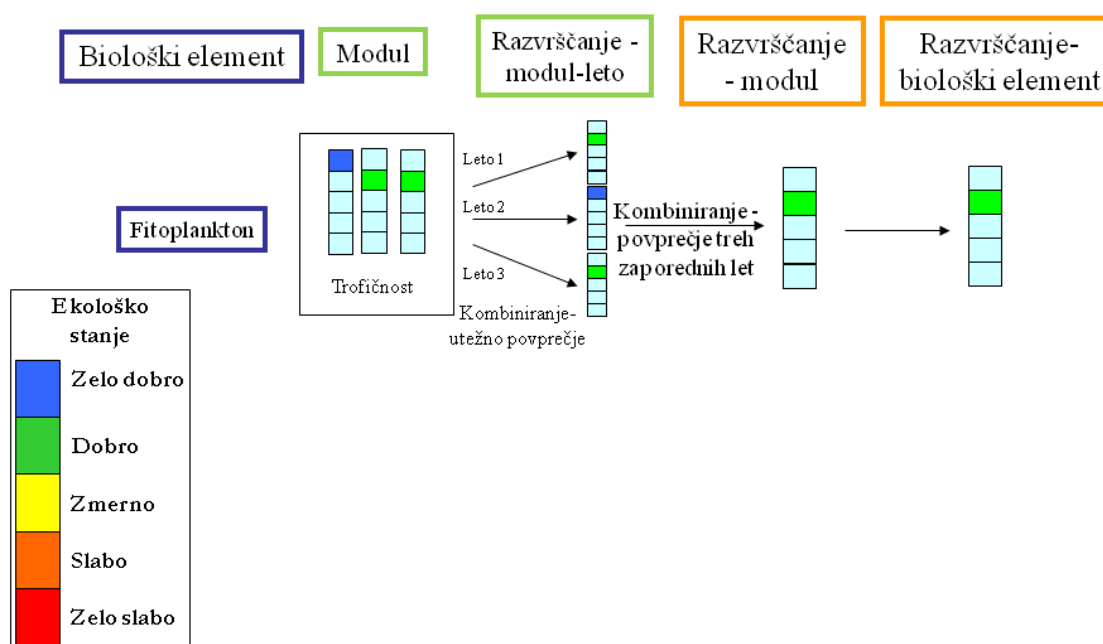 Biološki element
Modul
Razvrščanje -
modul-leto
Razvrščanje
- modul
Razvrščanje-
biološki element
Fitoplankton
Trofičnost
Leto 1
Leto 2
Leto 3
Kombiniranje-
utežno povprečje
Kombiniranje -
povprečje treh
zaporednih let
Ekološko
stanje
Zelo dobro
Dobro
Zmerno
Slabo
Zelo slabo